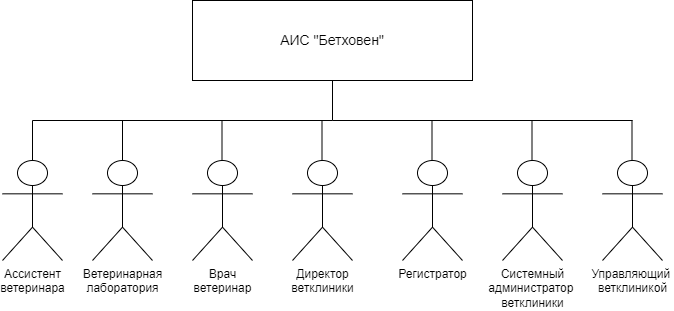 АИС "Бетховен"
Ассистент
ветеринара
Ветеринарная
лаборатория
Врач
ветеринар
Директор
ветклиники
Регистратор
Системный
администратор
ветклиники
Управляющий
ветклиникой